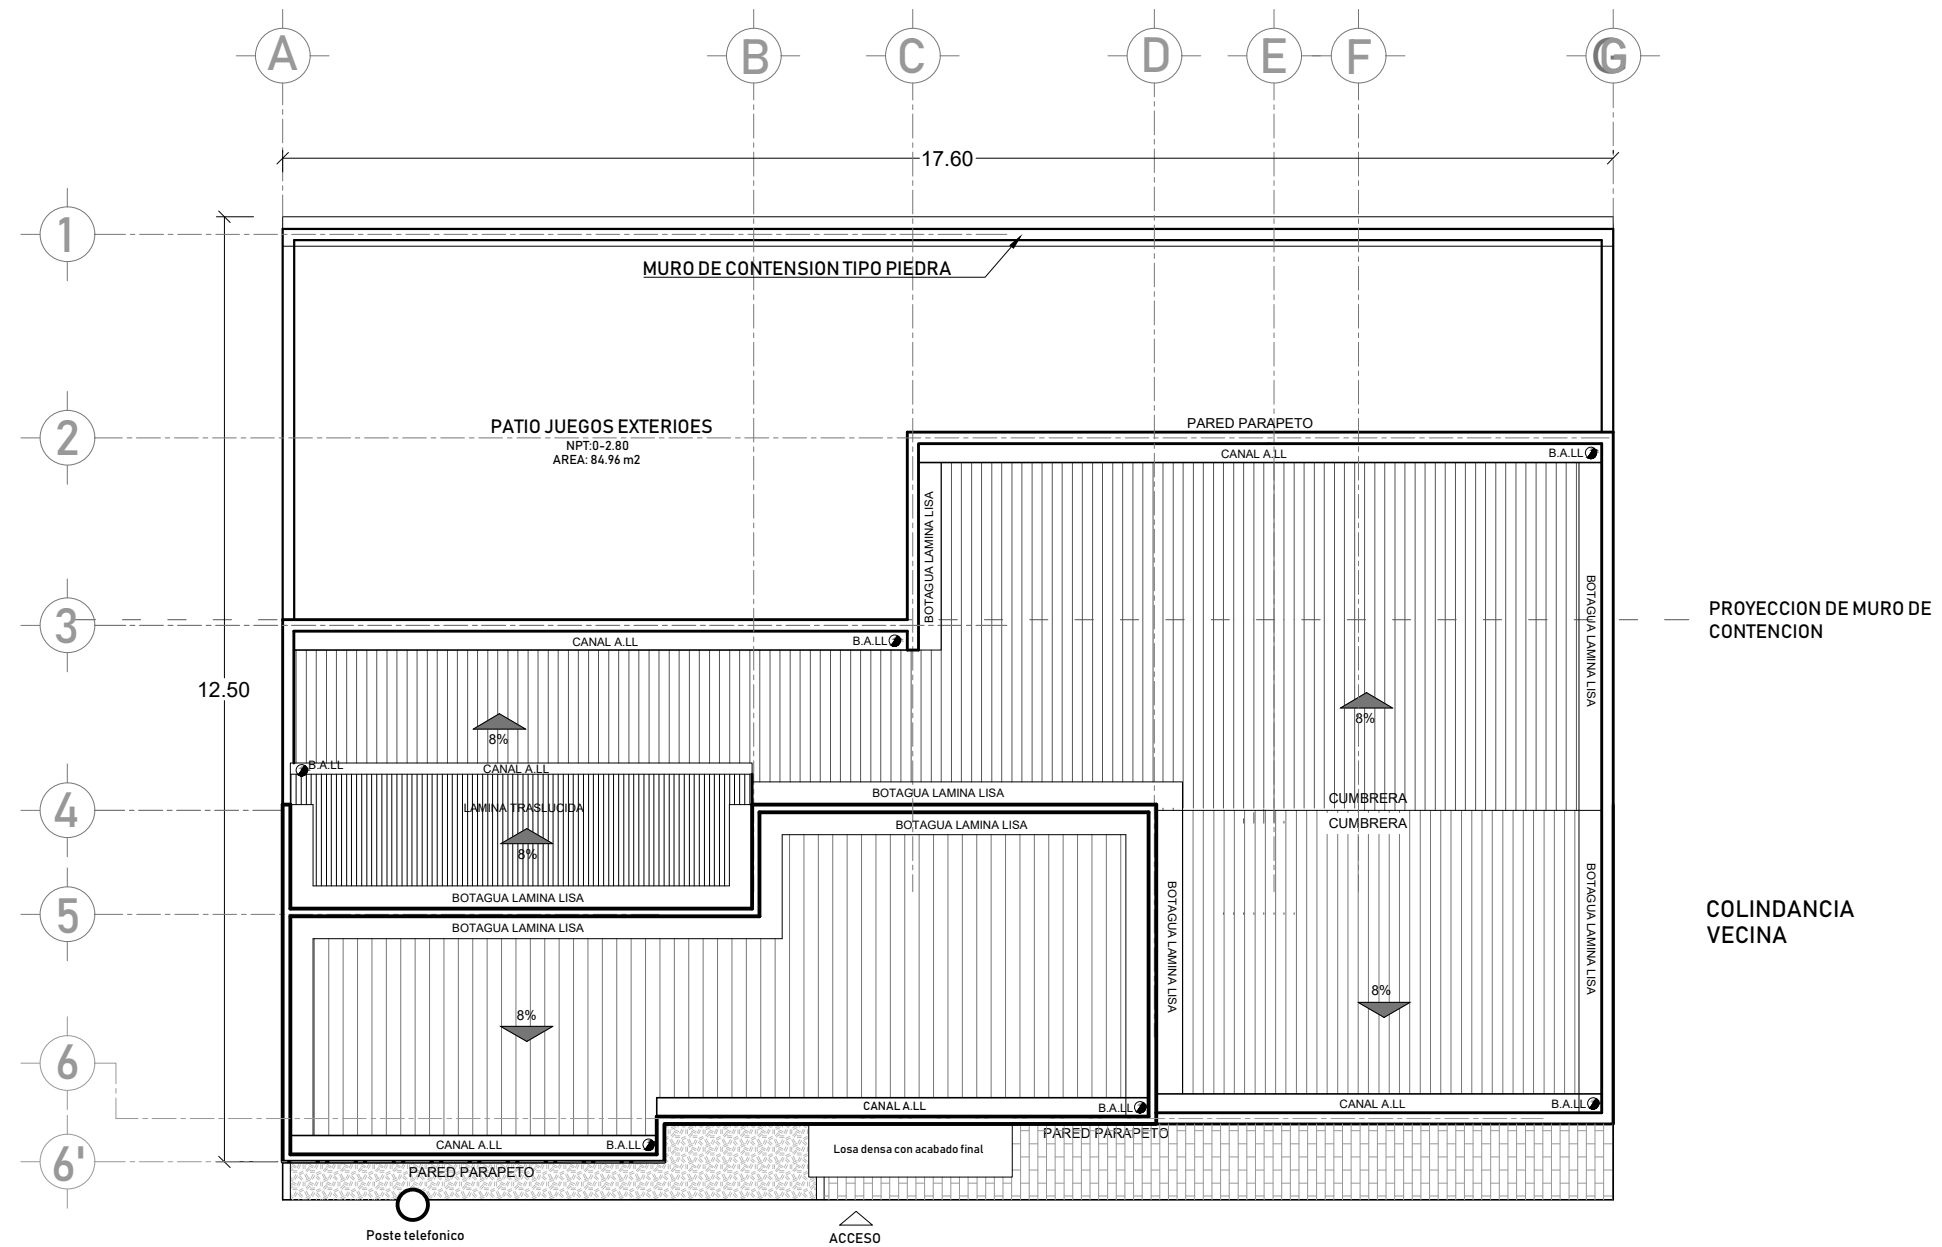 A
B
C
D
E
F
G
17.60
1
MURO DE CONTENSION TIPO PIEDRA
2
PATIO JUEGOS EXTERIOES
NPT:0-2.80
AREA: 84.96 m2
PARED PARAPETO
CANAL A.LL
B.A.LL
BOTAGUA LAMINA LISA
BOTAGUA LAMINA LISA
3
CANAL A.LL
B.A.LL
PROYECCION DE MURO DE
CONTENCION
12.50
8%
8%
B.A.LL
CANAL A.LL
BOTAGUA LAMINA LISA
CUMBRERA
4
LAMINA TRASLUCIDA
BOTAGUA LAMINA LISA
CUMBRERA
8%
BOTAGUA LAMINA LISA
BOTAGUA LAMINA LISA
BOTAGUA LAMINA LISA
5
BOTAGUA LAMINA LISA
COLINDANCIA
VECINA
8%
8%
6
CANAL A.LL
B.A.LL
CANAL A.LL
B.A.LL
PARED PARAPETO
CANAL A.LL
B.A.LL
Losa densa con acabado final
6'
PARED PARAPETO
Poste telefonico
ACCESO